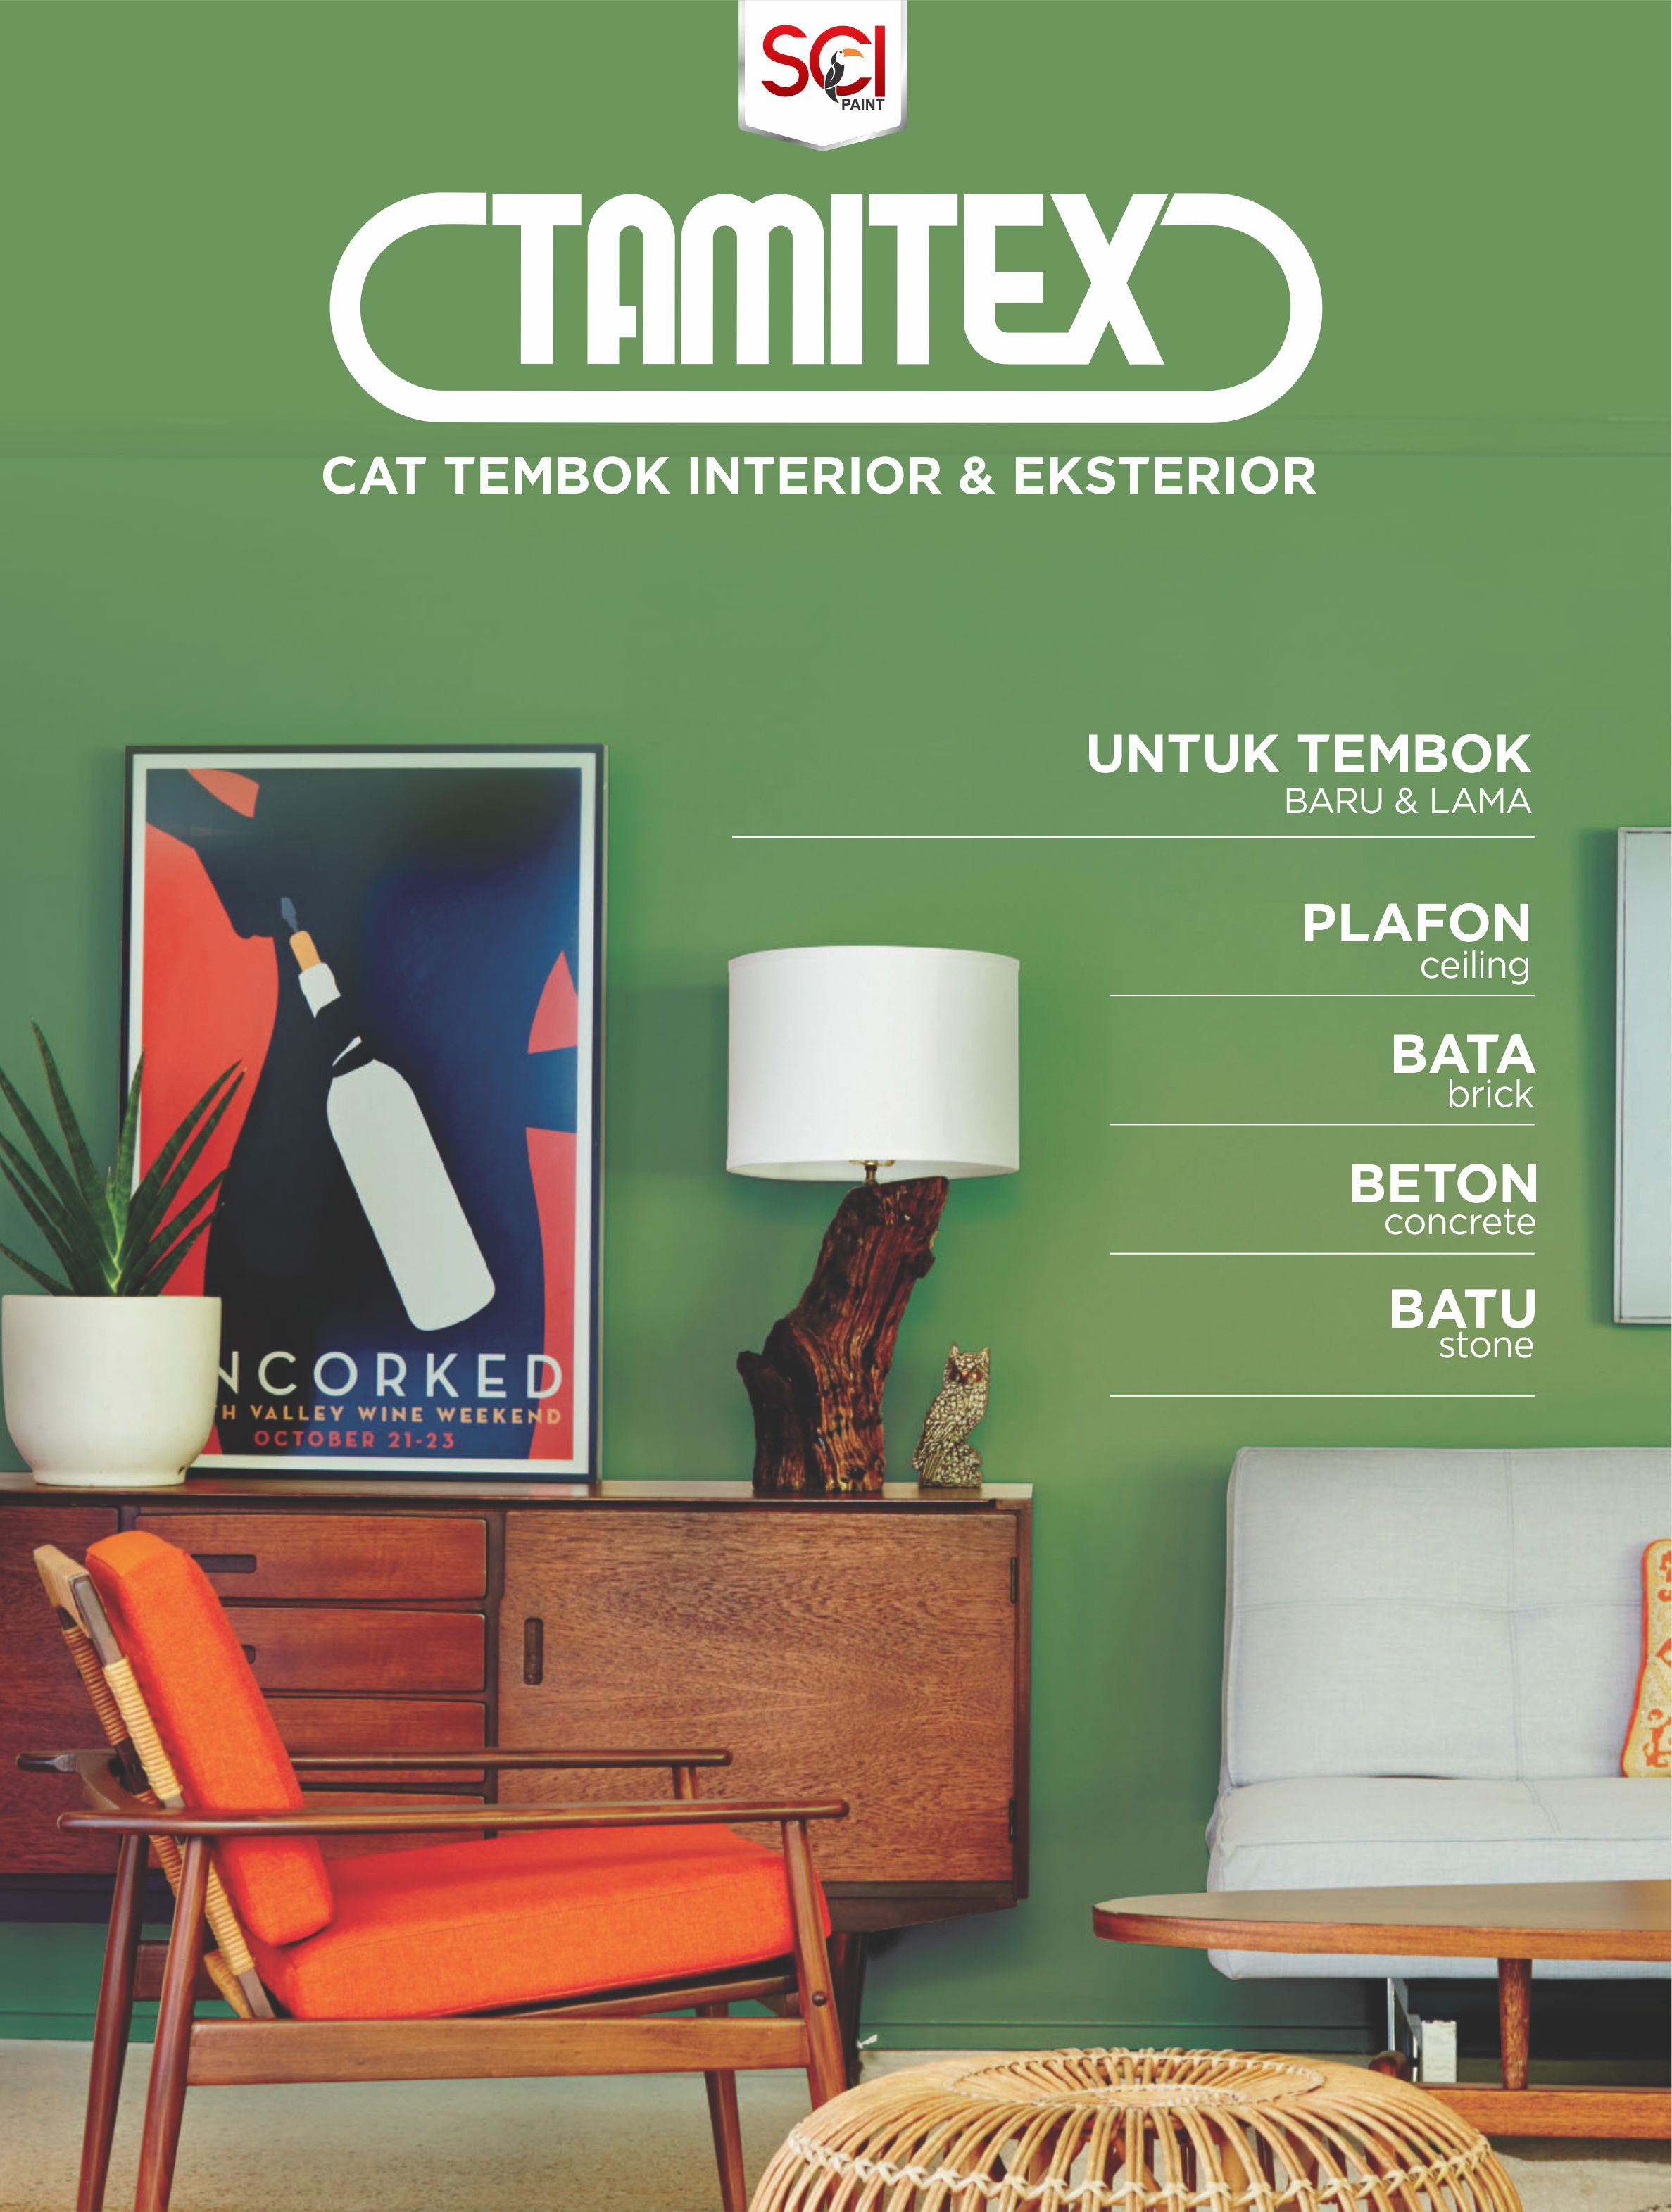 SCI
PAINT
TAMITEX
CAT TEMBOK INTERIOR & EKSTERIOR
UNTUK TEMBOK
BARU & LAMA
PLAFON
ceiling
BATA
brick
BETON
concrete
BATU
stone
NCORKED
H VALLEY WINE WEEKEND
OCTOBER 21-23